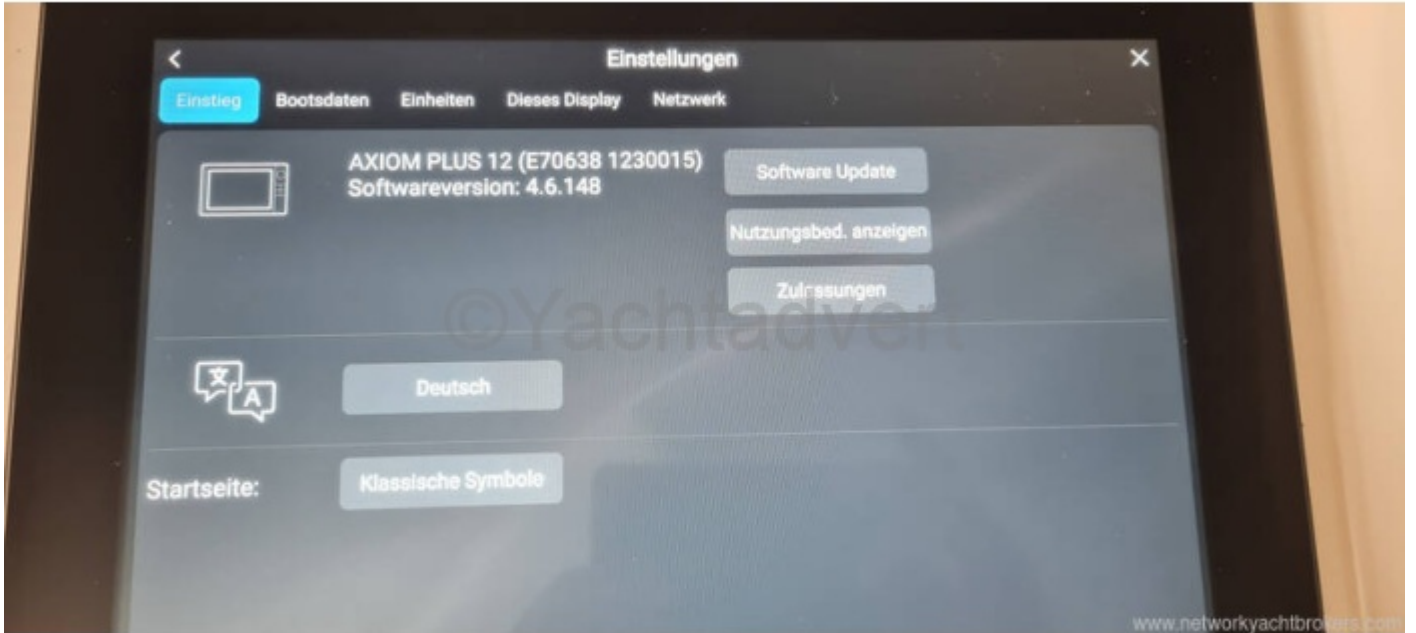 Einstellungen
Einstieg Bootsdaten Einheiten Dieses Display Netzwerk
AXIOM PLUS 12 (E70638 1230015)
Softwareversion: 4.6.148
Software Update
Nutzungsbed. anzeigen
Zulassungen
©Yachtadvert
文
A
Deutsch
Startseite:
Klassische Symbole
www.networkyachtbrokers.com